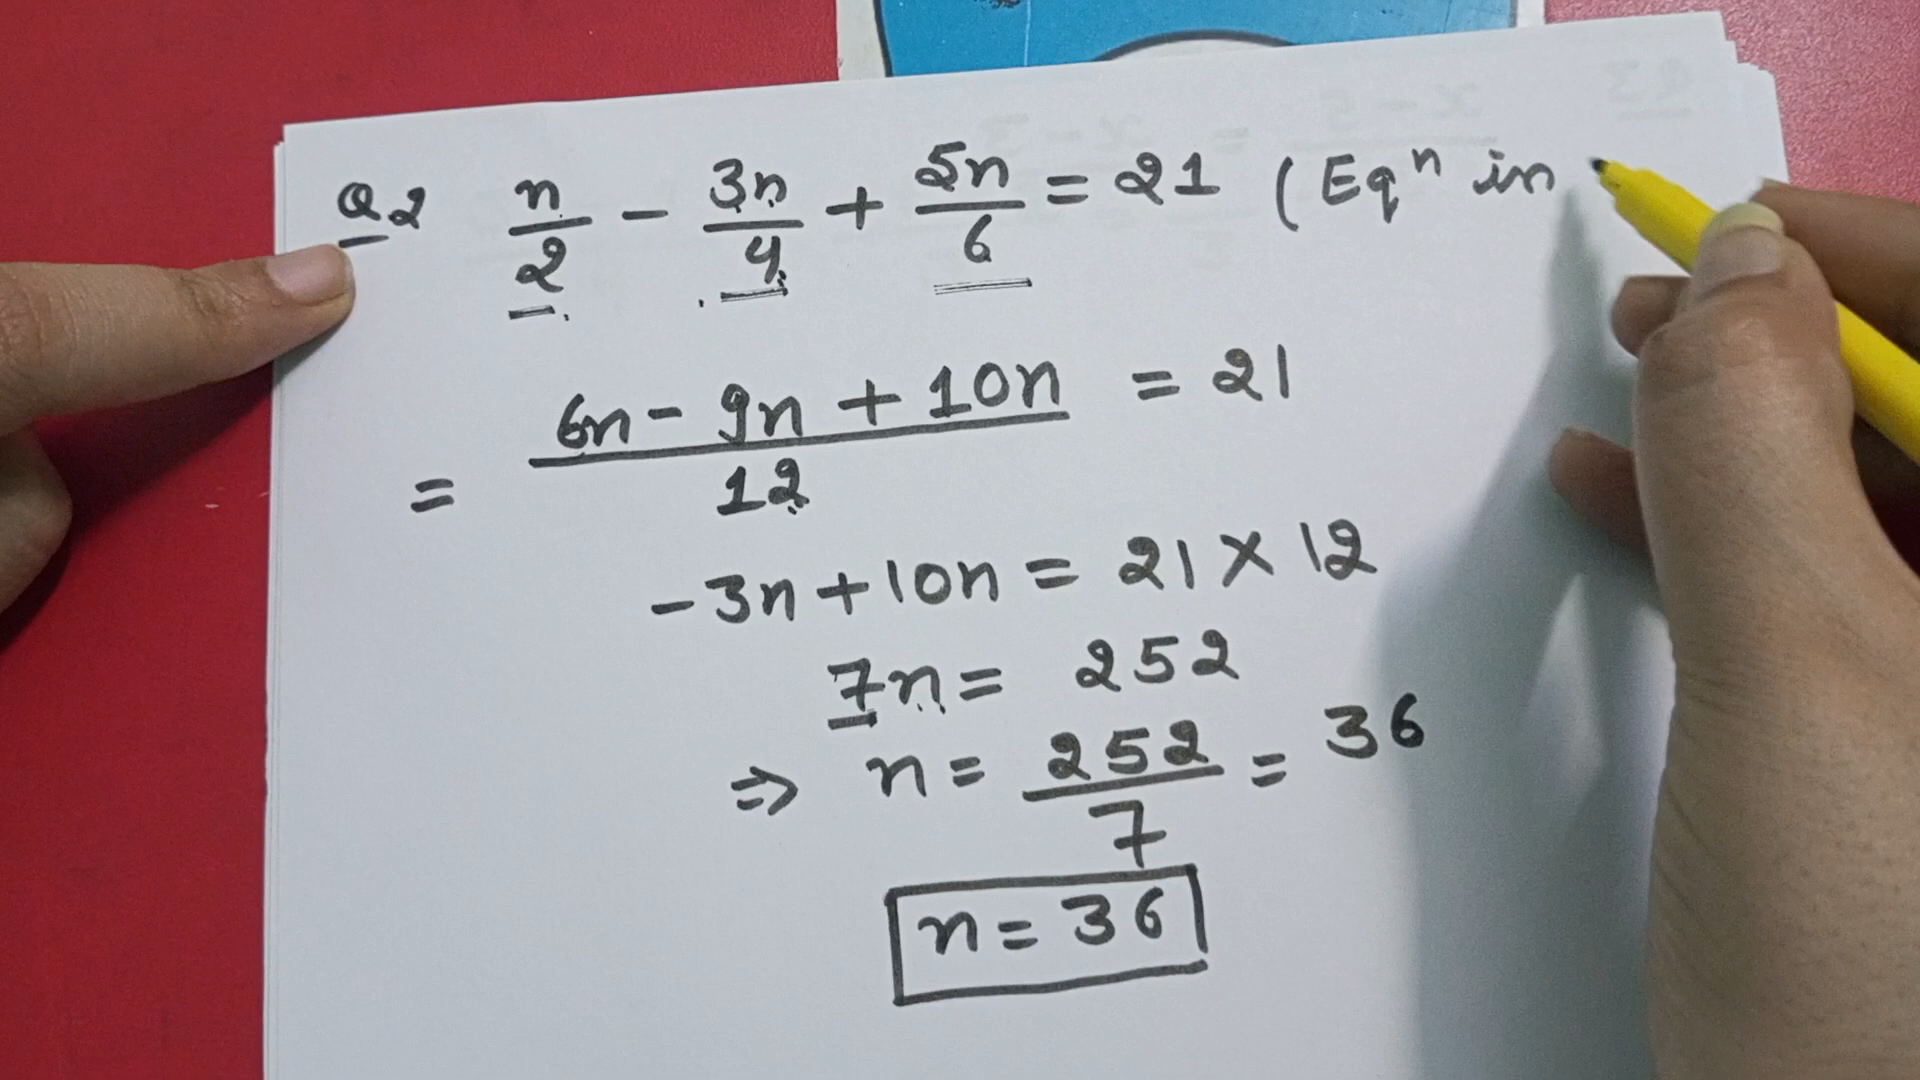 Q2 n/2 - 3n/4 + 5n/6 = 21 (Eqⁿ in
= (6n - 9n + 10n)/12 = 21
-3n + 10n = 21 × 12
7n = 252
⇒ n = 252/7 = 36
n = 36